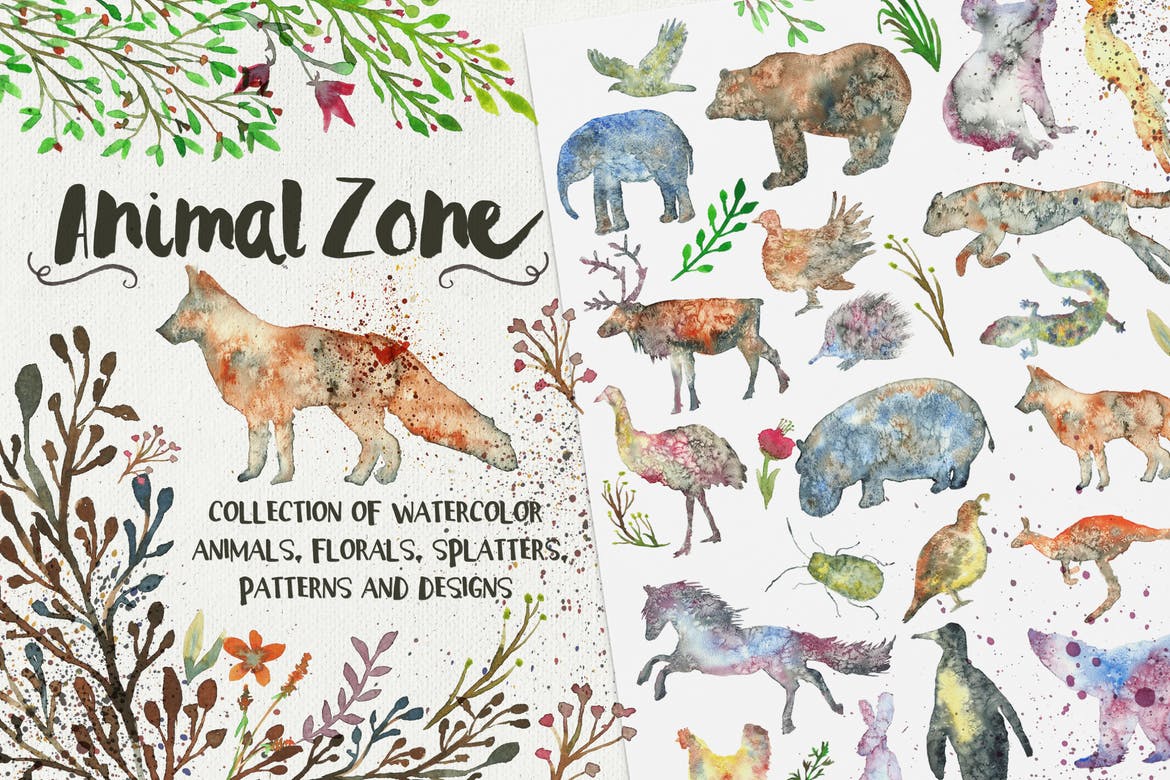 Animal Zone
COLLECTION OF WATERCOLOR
ANIMALS, FLORALS, SPLATTERS,
PATTERNS AND DESIGNS